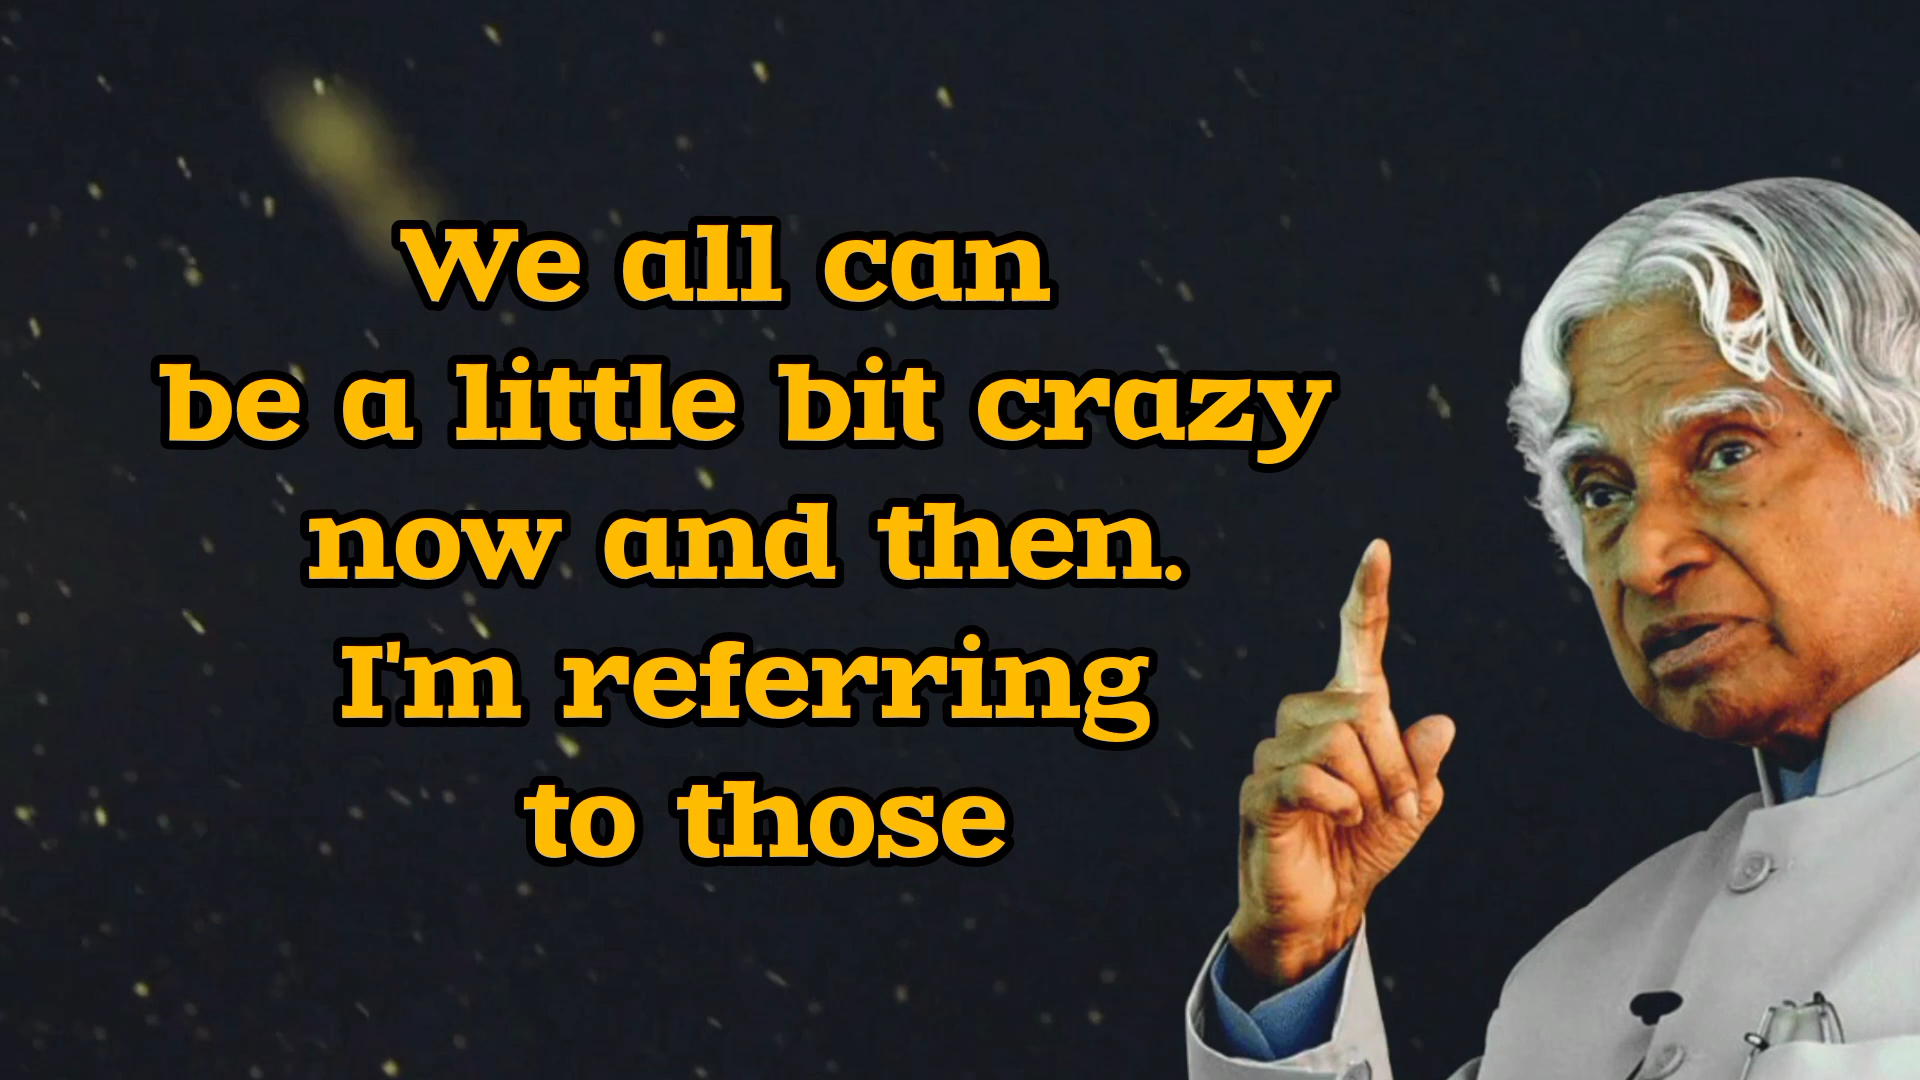 We all can
be a little bit crazy
now and then.
I'm referring
to those